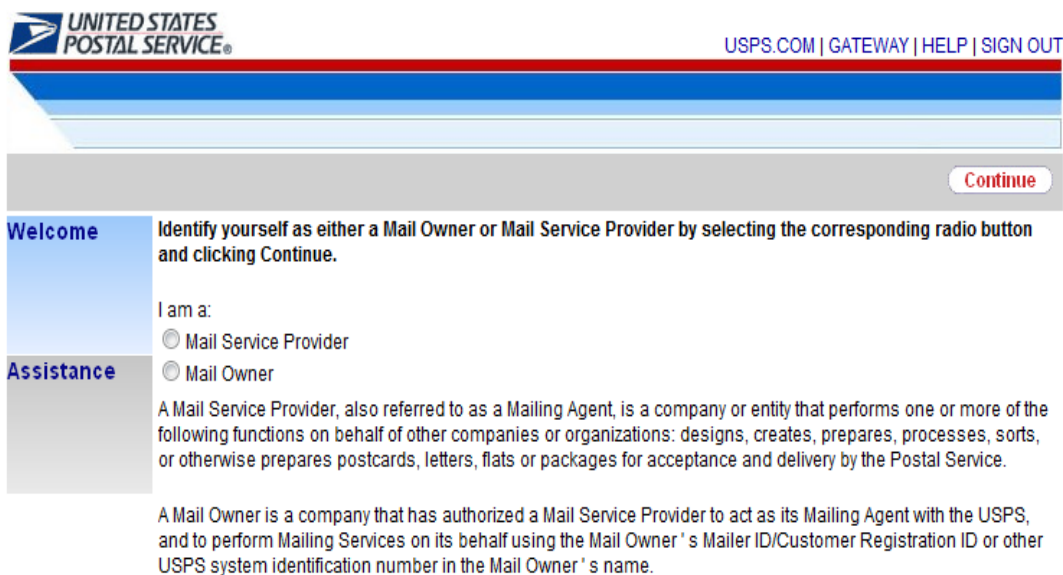 UNITED STATES
POSTAL SERVICE®
USPS.COM | GATEWAY | HELP | SIGN OUT
Continue
Welcome
Identify yourself as either a Mail Owner or Mail Service Provider by selecting the corresponding radio button
and clicking Continue.
I am a:
Mail Service Provider
Assistance
Mail Owner
A Mail Service Provider, also referred to as a Mailing Agent, is a company or entity that performs one or more of the
following functions on behalf of other companies or organizations: designs, creates, prepares, processes, sorts,
or otherwise prepares postcards, letters, flats or packages for acceptance and delivery by the Postal Service.
A Mail Owner is a company that has authorized a Mail Service Provider to act as its Mailing Agent with the USPS,
and to perform Mailing Services on its behalf using the Mail Owner ' s Mailer ID/Customer Registration ID or other
USPS system identification number in the Mail Owner ' s name.